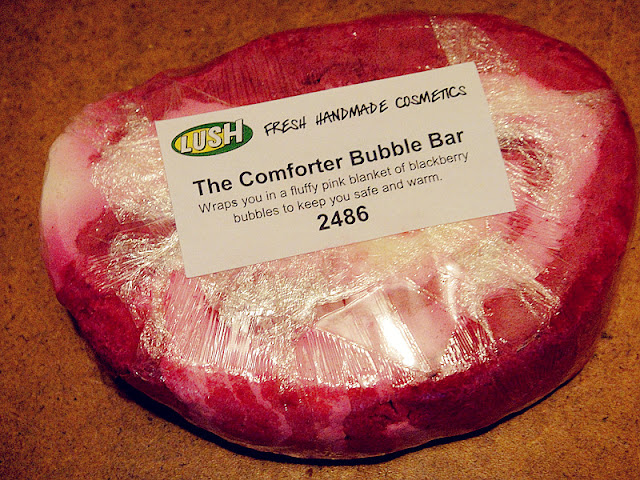 LUSH FRESH HANDMADE COSMETICS
The Comforter Bubble Bar
Wraps you in a fluffy pink blanket of blackberry
bubbles to keep you safe and warm.
2486